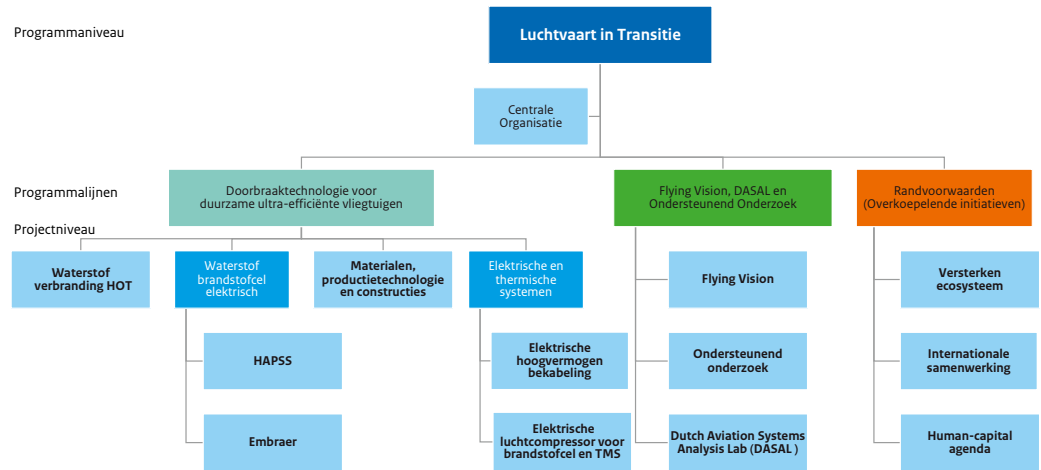 Programmaniveau
Luchtvaart in Transitie
Centrale
Organisatie
Programmalijnen
Doorbraaktechnologie voor
duurzame ultra-efficiënte vliegtuigen
Flying Vision, DASAL en
Ondersteunend Onderzoek
Randvoorwaarden
(Overkoepelende initiatieven)
Projectniveau
Waterstof
verbranding HOT
Waterstof
brandstofcel
elektrisch
Materialen,
productietechnologie
en constructies
Elektrische en
thermische
systemen
Flying Vision
Versterken
ecosysteem
HAPSS
Elektrische
hoogvermogen
bekabeling
Ondersteunend
onderzoek
Internationale
samenwerking
Embraer
Elektrische
luchtcompressor voor
brandstofcel en TMS
Dutch Aviation Systems
Analysis Lab (DASAL )
Human-capital
agenda